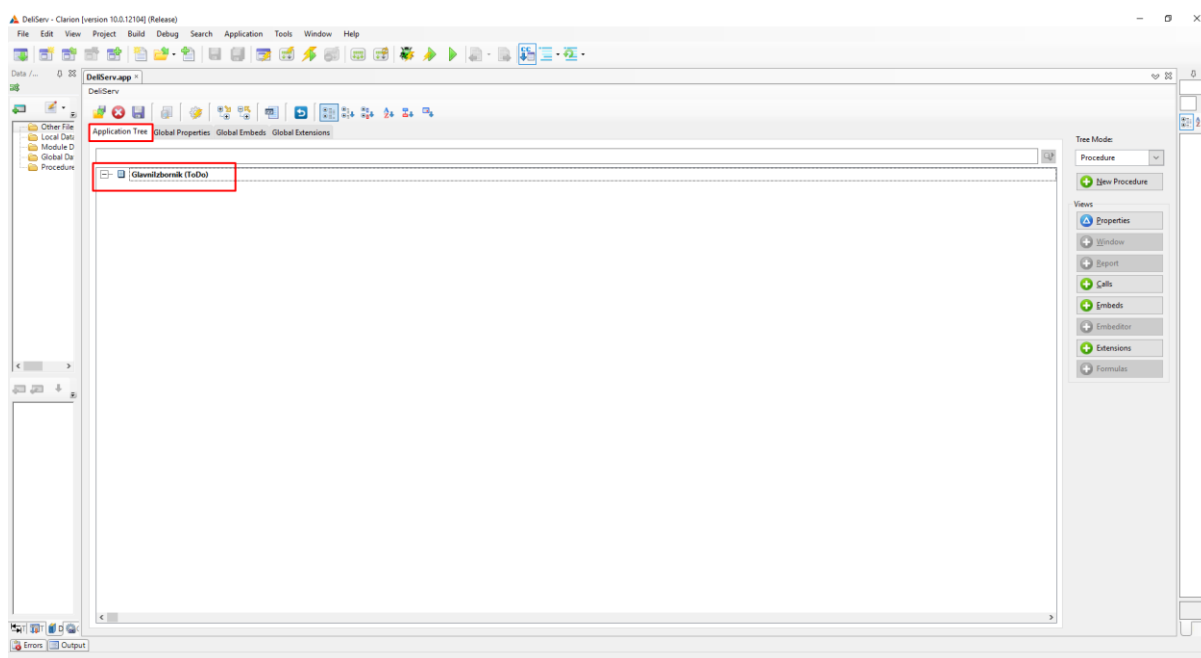 DeliServ - Clarion [version 10.0.12104] (Release)
File Edit View Project Build Debug Search Application Tools Window Help
Data /...
DeliServ.app
DeliServ
Application Tree Global Properties Global Embeds Global Extensions
Other File
Local Data
Module D
Global Da
Procedure
GlavniIzbornik (ToDo)
Tree Mode:
Procedure
New Procedure
Views
Properties
Window
Report
Calls
Embeds
Embeditor
Extensions
Formulas
Errors Output